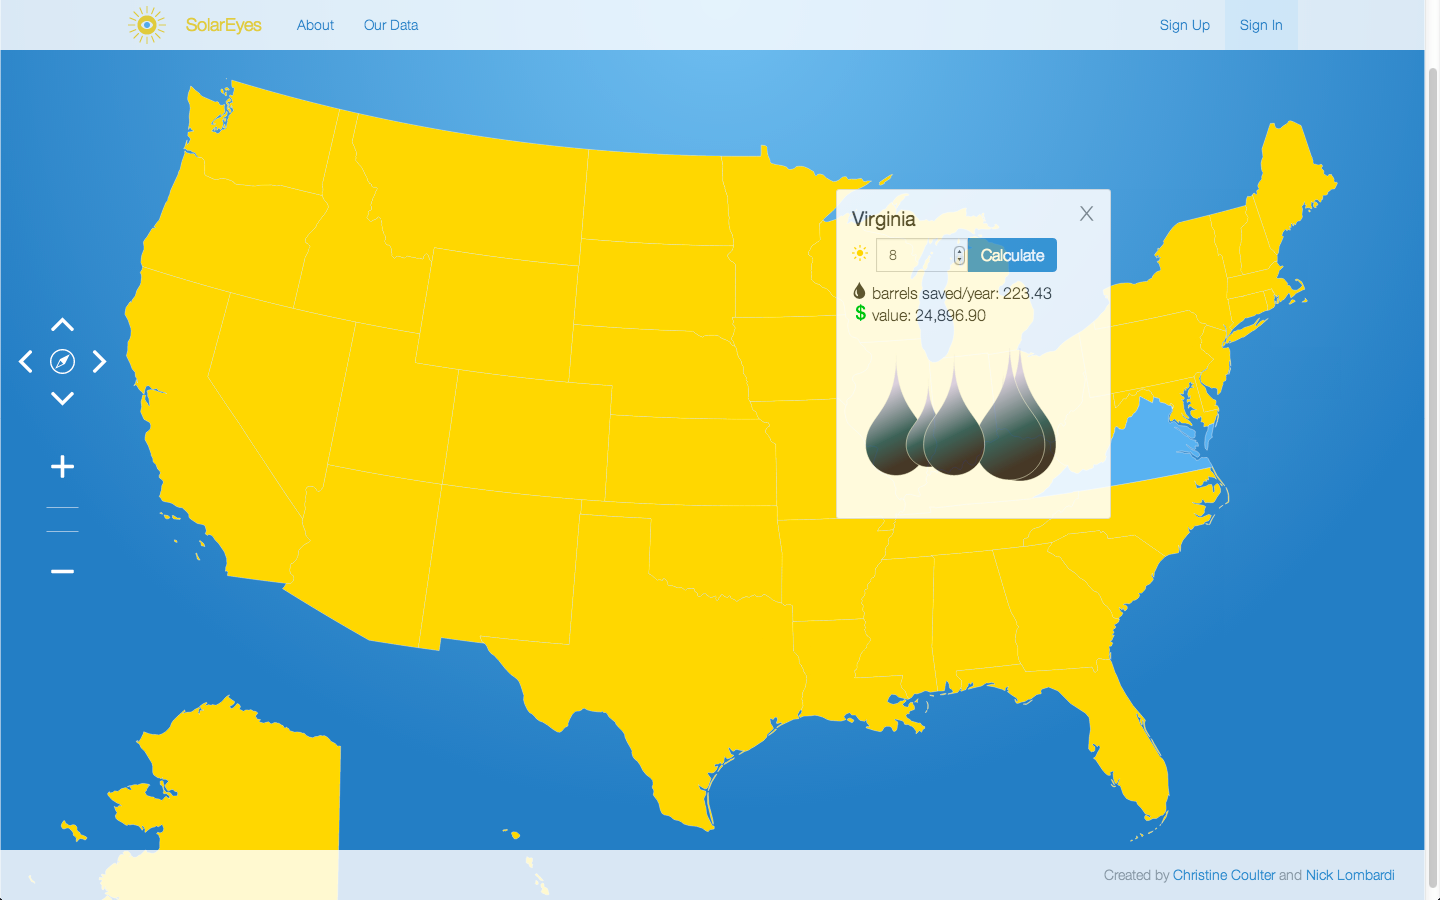 SolarEyes About Our Data Sign Up Sign In
Virginia X
8 Calculate
barrels saved/year: 223.43
$ value: 24,896.90
Created by Christine Coulter and Nick Lombardi